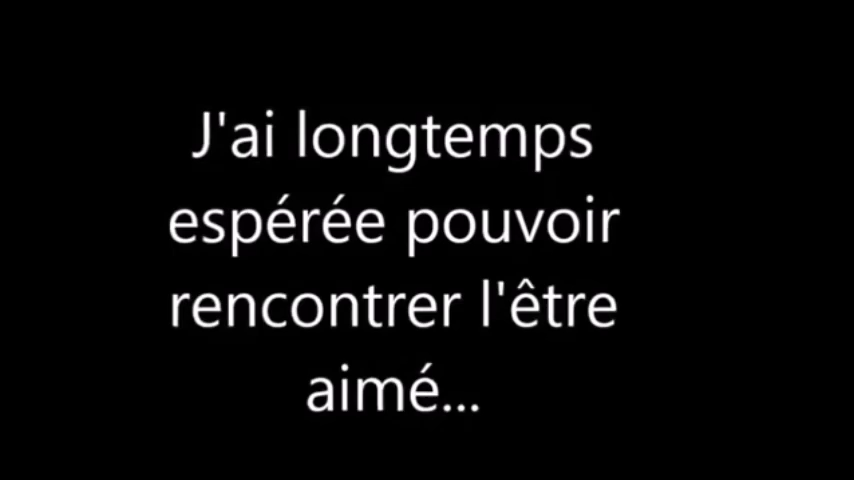 J'ai longtemps
espérée pouvoir
rencontrer l'être
aimé...